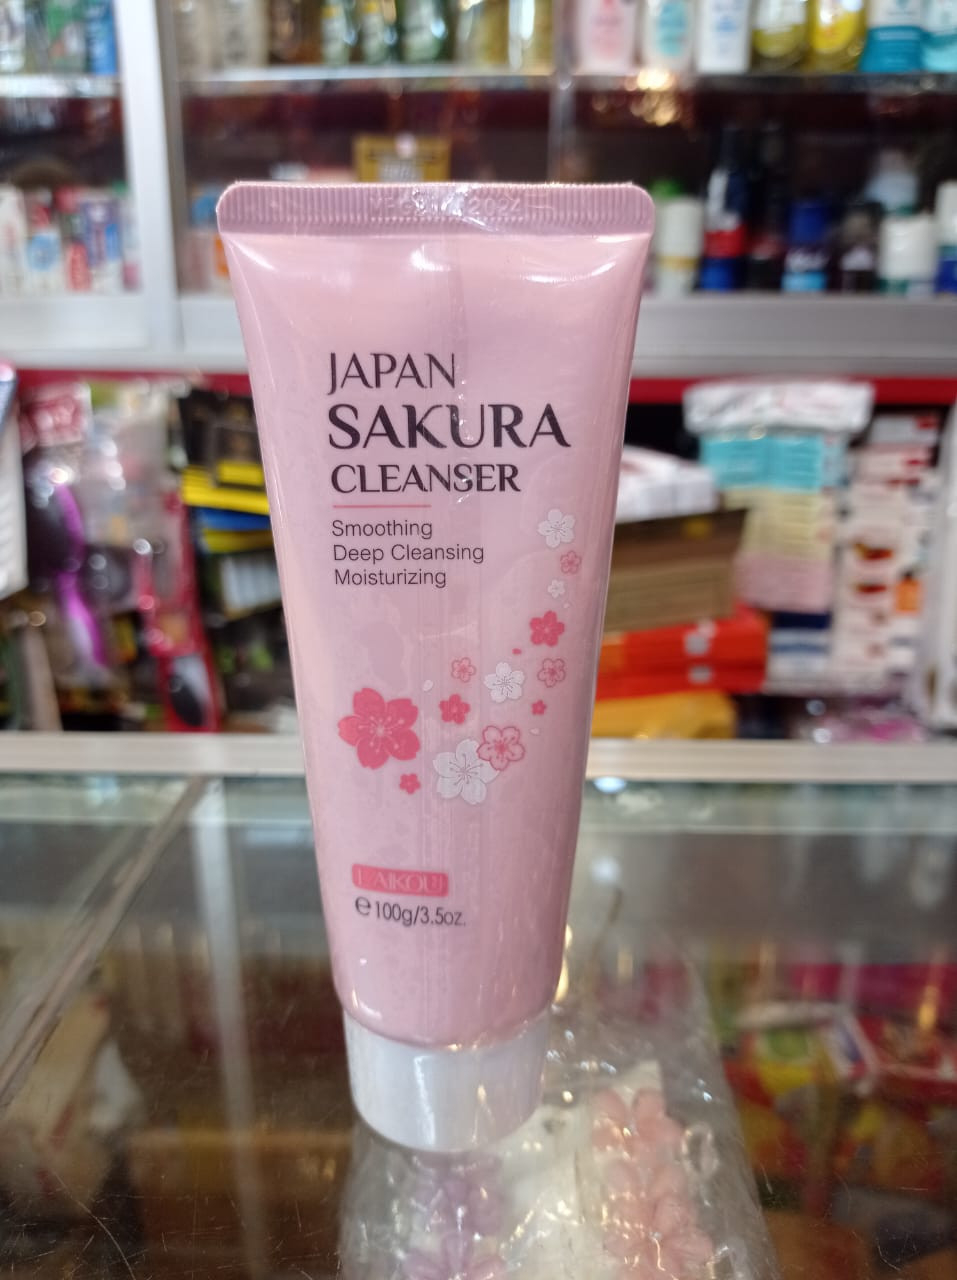 JAPAN
SAKURA
CLEANSER
Smoothing
Deep Cleansing
Moisturizing
LAIKOU
℮100g/3.5oz.